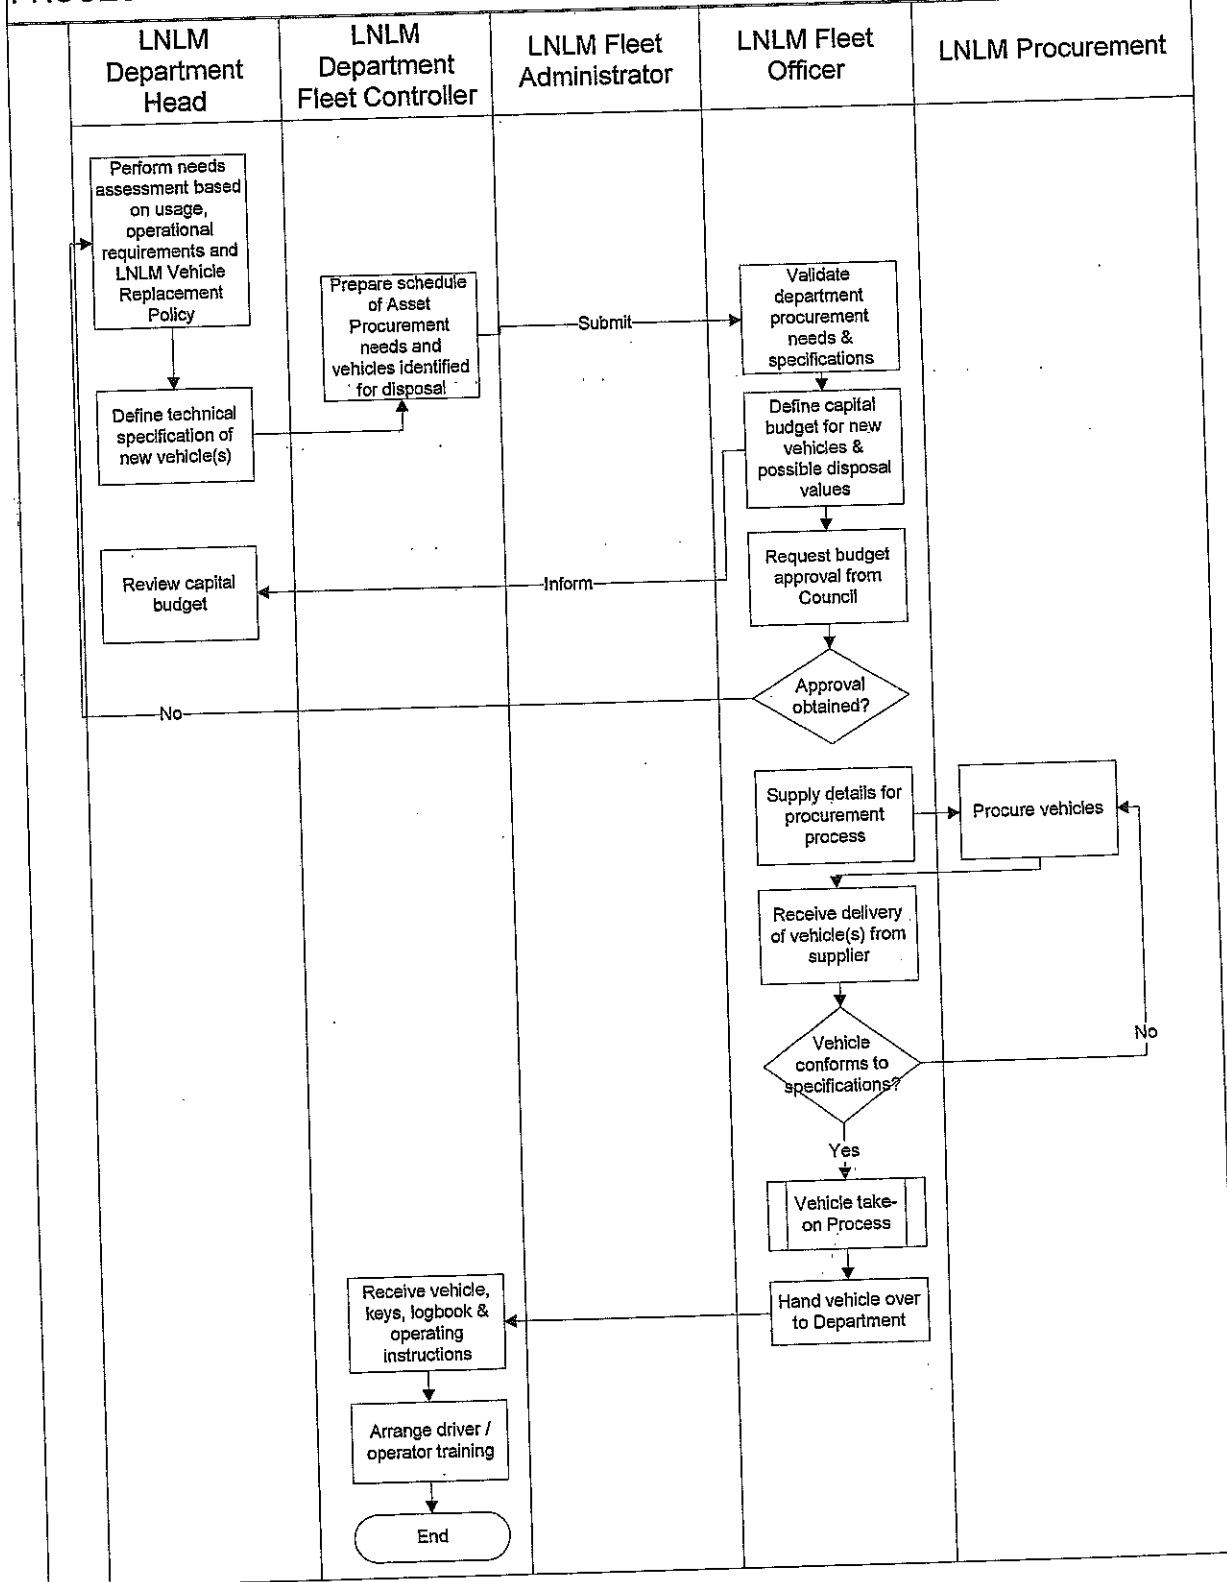 LNLM
Department
Head
LNLM
Department
Fleet Controller
LNLM Fleet
Administrator
LNLM Fleet
Officer
LNLM Procurement
Perform needs
assessment based
on usage,
operational
requirements and
LNLM Vehicle
Replacement
Policy
Define technical
specification of
new vehicle(s)
Prepare schedule
of Asset
Procurement
needs and
vehicles identified
for disposal
Submit
Validate
department
procurement
needs &
specifications
Define capital
budget for new
vehicles &
possible disposal
values
Inform
Review capital
budget
Request budget
approval from
Council
Approval
obtained?
No
Supply details for
procurement
process
Procure vehicles
Receive delivery
of vehicle(s) from
supplier
Vehicle
conforms to
specifications?
No
Yes
Vehicle take-
on Process
Hand vehicle over
to Department
Receive vehicle,
keys, logbook &
operating
instructions
Arrange driver /
operator training
End